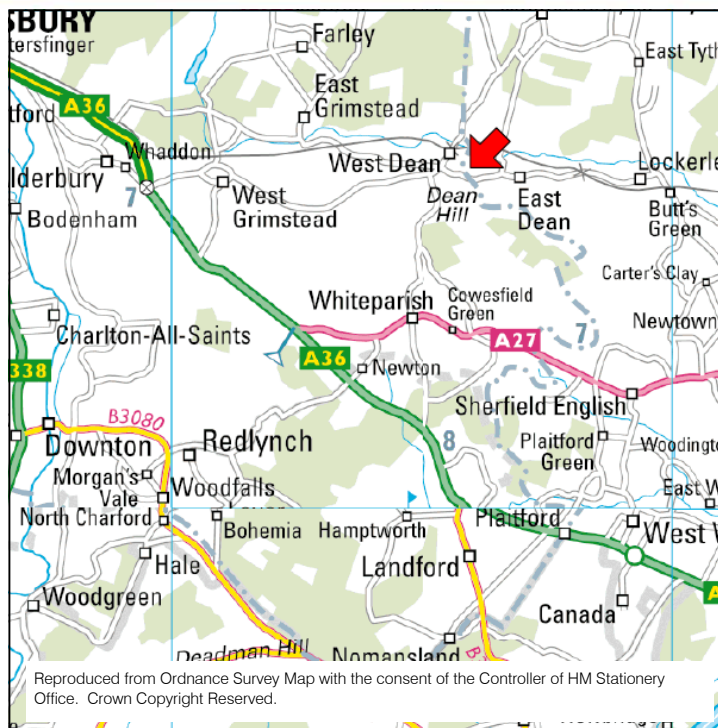 SBURY
tersfinger
Farley
East Tyth
A36
East
Grimstead
tford
Whaddon
West Dean
Lockerle
lderbury
7
West
Grimstead
Dean
Hill
East
Dean
Butt's
Green
Bodenham
Carter's Clay
Whiteparish
Cowesfield
Green
Newtown
Charlton-All-Saints
A36
A27
7
338
Newton
B3080
Sherfield English
Downton
Redlynch
8
Plaitford
Green
Woodingt
Morgan's
Vale
Woodfalls
East W
North Charford
Bohemia
Hamptworth
Plaitford
West W
Hale
Landford
Woodgreen
Canada
A
Deadman Hill
Nomansland
B
Reproduced from Ordnance Survey Map with the consent of the Controller of HM Stationery
Office. Crown Copyright Reserved.